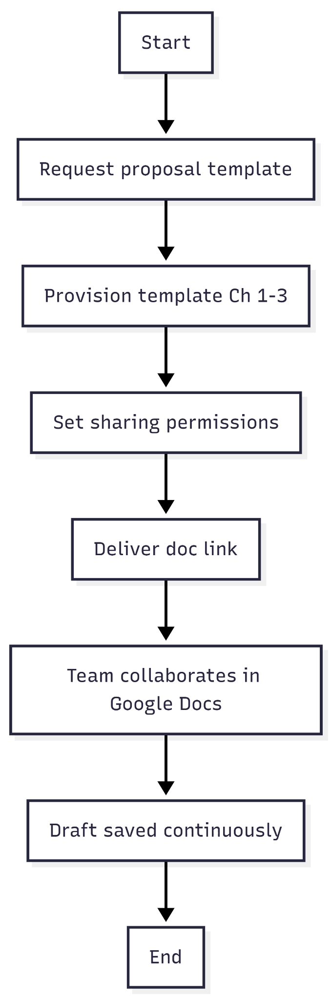 Start
Request proposal template
Provision template Ch 1-3
Set sharing permissions
Deliver doc link
Team collaborates in
Google Docs
Draft saved continuously
End